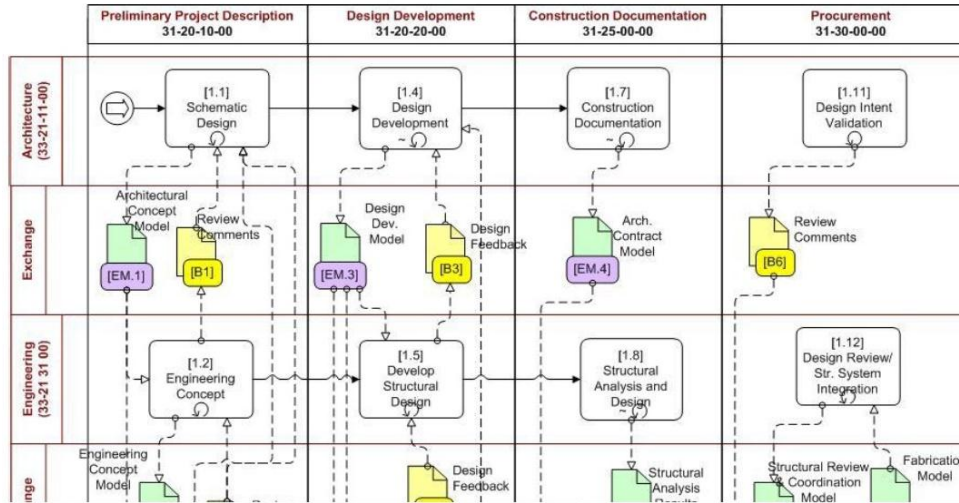 Preliminary Project Description
31-20-10-00
Design Development
31-20-20-00
Construction Documentation
31-25-00-00
Procurement
31-30-00-00
Architecture
(33-21-11-00)
[1.1]
Schematic
Design
[1.4]
Design
Development
~
[1.7]
Construction
Documentation
~
[1.11]
Design Intent
Validation
Exchange
Architectural
Concept
Model
[EM.1]
Review
Comments
[B1]
Design
Dev.
Model
[EM.3]
Design
Feedback
[B3]
Arch.
Contract
Model
[EM.4]
Review
Comments
[B6]
Engineering
(33-21 31 00)
[1.2]
Engineering
Concept
[1.5]
Develop
Structural
Design
[1.8]
Structural
Analysis and
Design
~
[1.12]
Design Review/
Str. System
Integration
Engineering
Concept
Model
Design
Feedback
Structural
Analysis
Structural Review
& Coordination
Model
Model